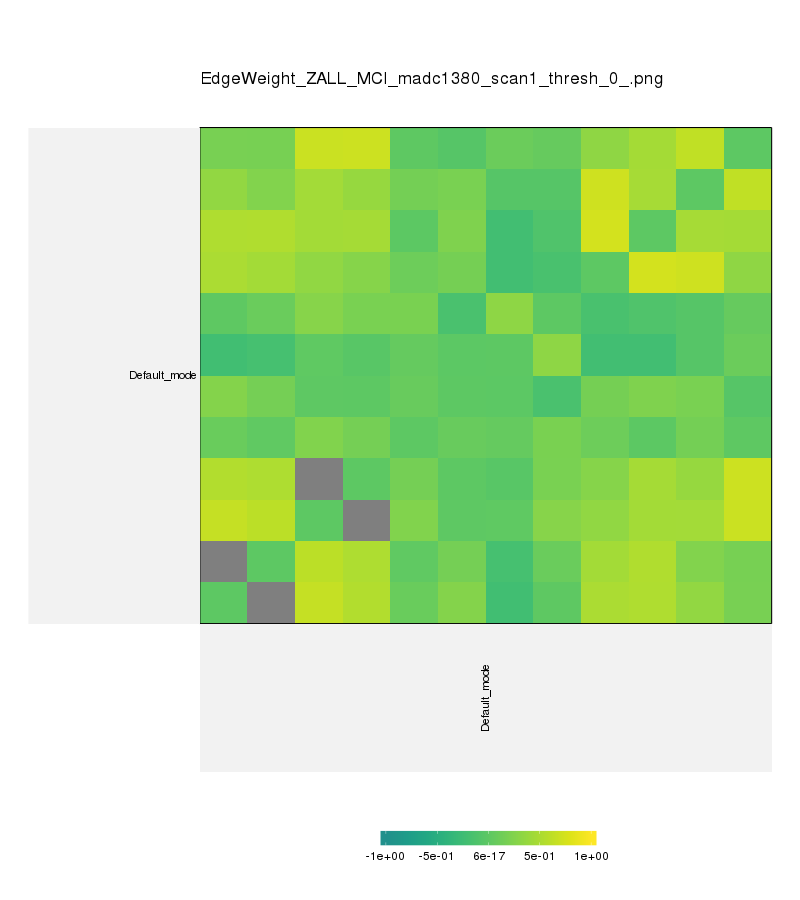 EdgeWeight_ZALL_MCI_madc1380_scan1_thresh_0_.png
Default_mode
Default_mode
-1e+00 -5e-01 6e-17 5e-01 1e+00